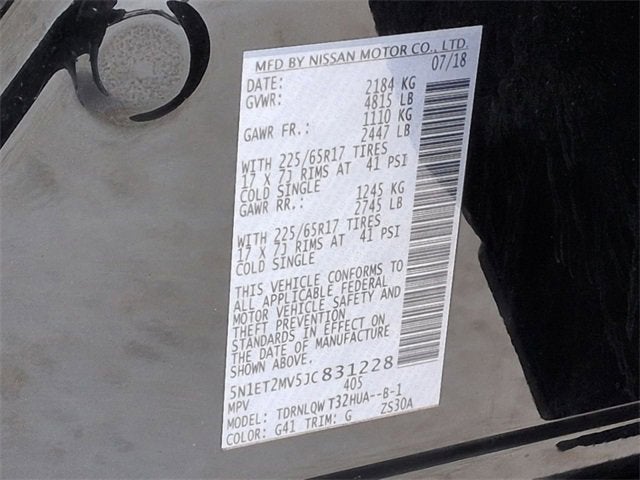 MFD BY NISSAN MOTOR CO., LTD.
DATE: 07/18
GVWR: 2184 KG
4815 LB
GAWR FR.: 1110 KG
2447 LB
WITH 225/65R17 TIRES
17 X 7J RIMS AT 41 PSI
COLD SINGLE
GAWR RR.: 1245 KG
2745 LB
WITH 225/65R17 TIRES
17 X 7J RIMS AT 41 PSI
COLD SINGLE
THIS VEHICLE CONFORMS TO
ALL APPLICABLE FEDERAL
MOTOR VEHICLE SAFETY AND
THEFT PREVENTION
STANDARDS IN EFFECT ON
THE DATE OF MANUFACTURE
SHOWN ABOVE.
5N1ET2MV5JC831228
MPV 405
MODEL: TDRNLQW T32HUA--B-1
COLOR: G41 TRIM: G ZS30A